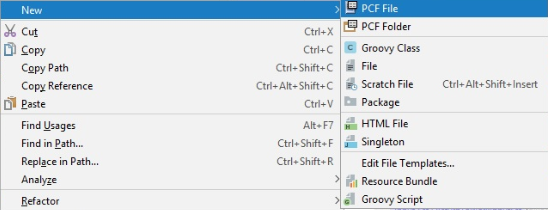 New
Cut Ctrl+X
Copy Ctrl+C
Copy Path Ctrl+Shift+C
Copy Reference Ctrl+Alt+Shift+C
Paste Ctrl+V
Find Usages Alt+F7
Find in Path... Ctrl+Shift+F
Replace in Path... Ctrl+Shift+R
Analyze
Refactor
PCF File
PCF Folder
Groovy Class
File
Scratch File Ctrl+Alt+Shift+Insert
Package
HTML File
Singleton
Edit File Templates...
Resource Bundle
Groovy Script